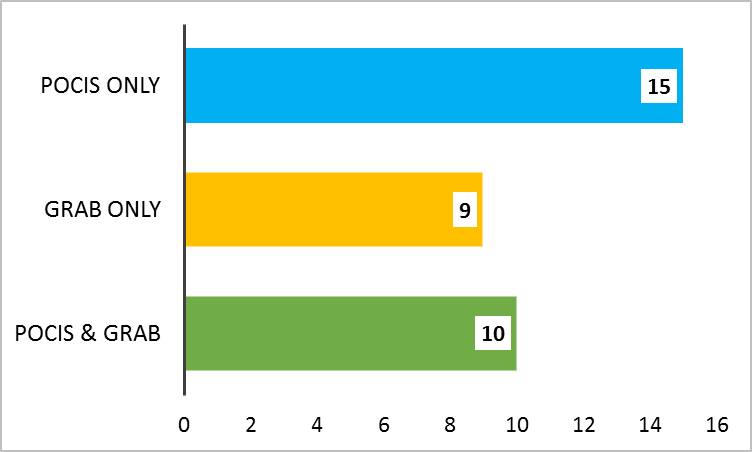 POCIS ONLY
15
GRAB ONLY
9
POCIS & GRAB
10
0 2 4 6 8 10 12 14 16